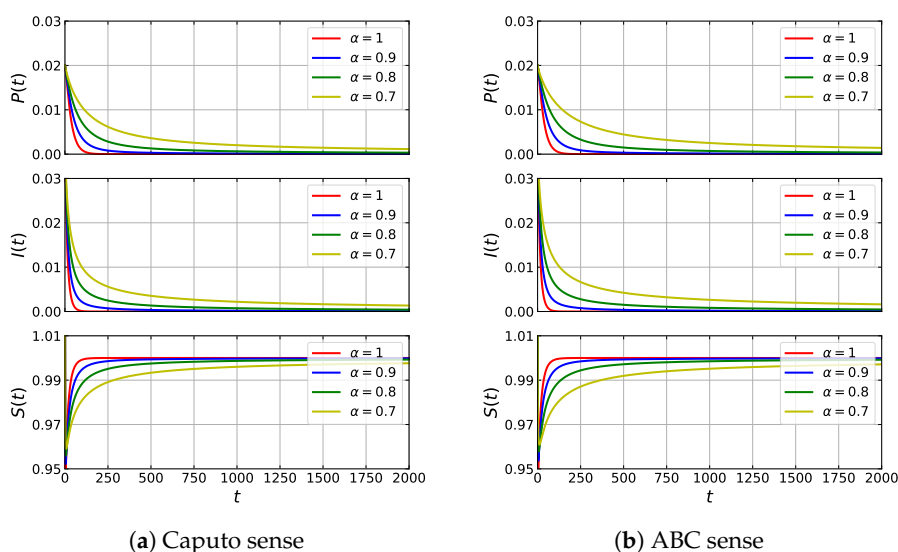 0.03
0.02
0.01
0.00
P(t)
α = 1
α = 0.9
α = 0.8
α = 0.7
0.03
0.02
0.01
0.00
I(t)
α = 1
α = 0.9
α = 0.8
α = 0.7
1.01
0.99
0.97
0.95
S(t)
α = 1
α = 0.9
α = 0.8
α = 0.7
0 250 500 750 1000 1250 1500 1750 2000
t
(a) Caputo sense
0.03
0.02
0.01
0.00
P(t)
α = 1
α = 0.9
α = 0.8
α = 0.7
0.03
0.02
0.01
0.00
I(t)
α = 1
α = 0.9
α = 0.8
α = 0.7
1.01
0.99
0.97
0.95
S(t)
α = 1
α = 0.9
α = 0.8
α = 0.7
0 250 500 750 1000 1250 1500 1750 2000
t
(b) ABC sense